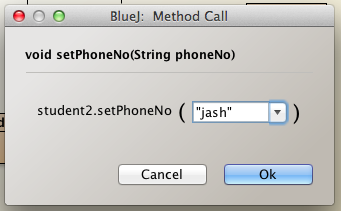 BlueJ: Method Call
void setPhoneNo(String phoneNo)
student2.setPhoneNo ( "jash" )
Cancel Ok